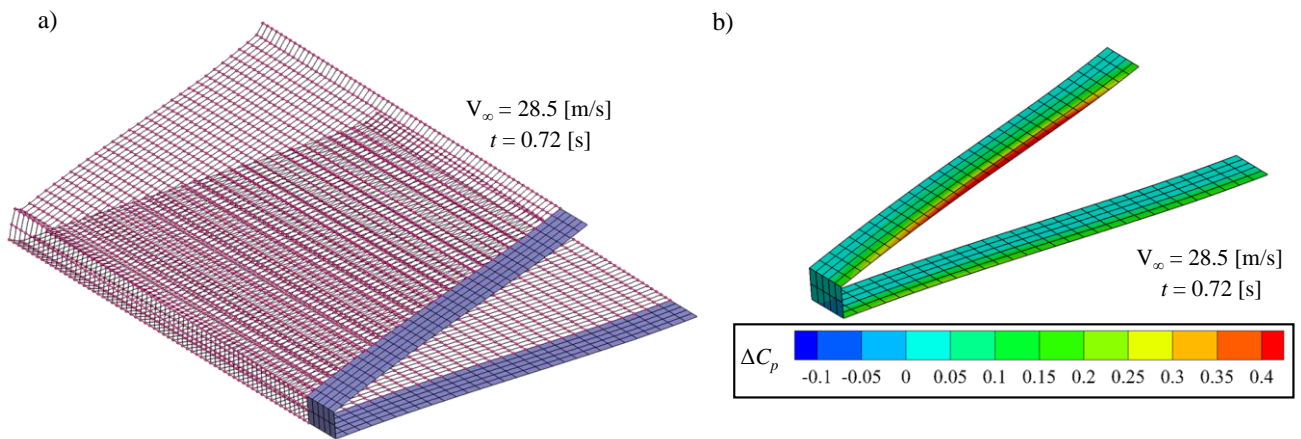 a)
V∞ = 28.5 [m/s]
t = 0.72 [s]
b)
V∞ = 28.5 [m/s]
t = 0.72 [s]
ΔCp
-0.1 -0.05 0 0.05 0.1 0.15 0.2 0.25 0.3 0.35 0.4